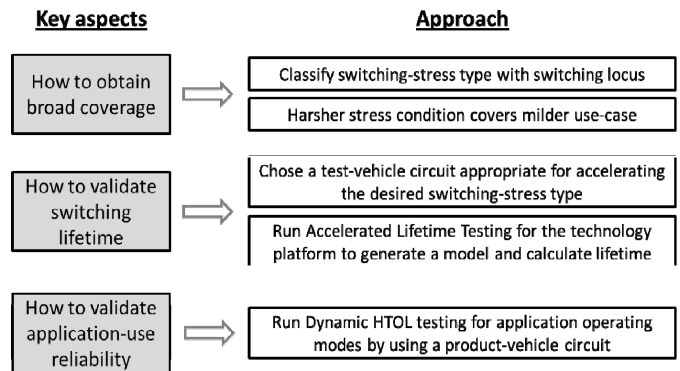 Key aspects
Approach
How to obtain
broad coverage
Classify switching-stress type with switching locus
Harsher stress condition covers milder use-case
How to validate
switching
lifetime
Chose a test-vehicle circuit appropriate for accelerating
the desired switching-stress type
Run Accelerated Lifetime Testing for the technology
platform to generate a model and calculate lifetime
How to validate
application-use
reliability
Run Dynamic HTOL testing for application operating
modes by using a product-vehicle circuit